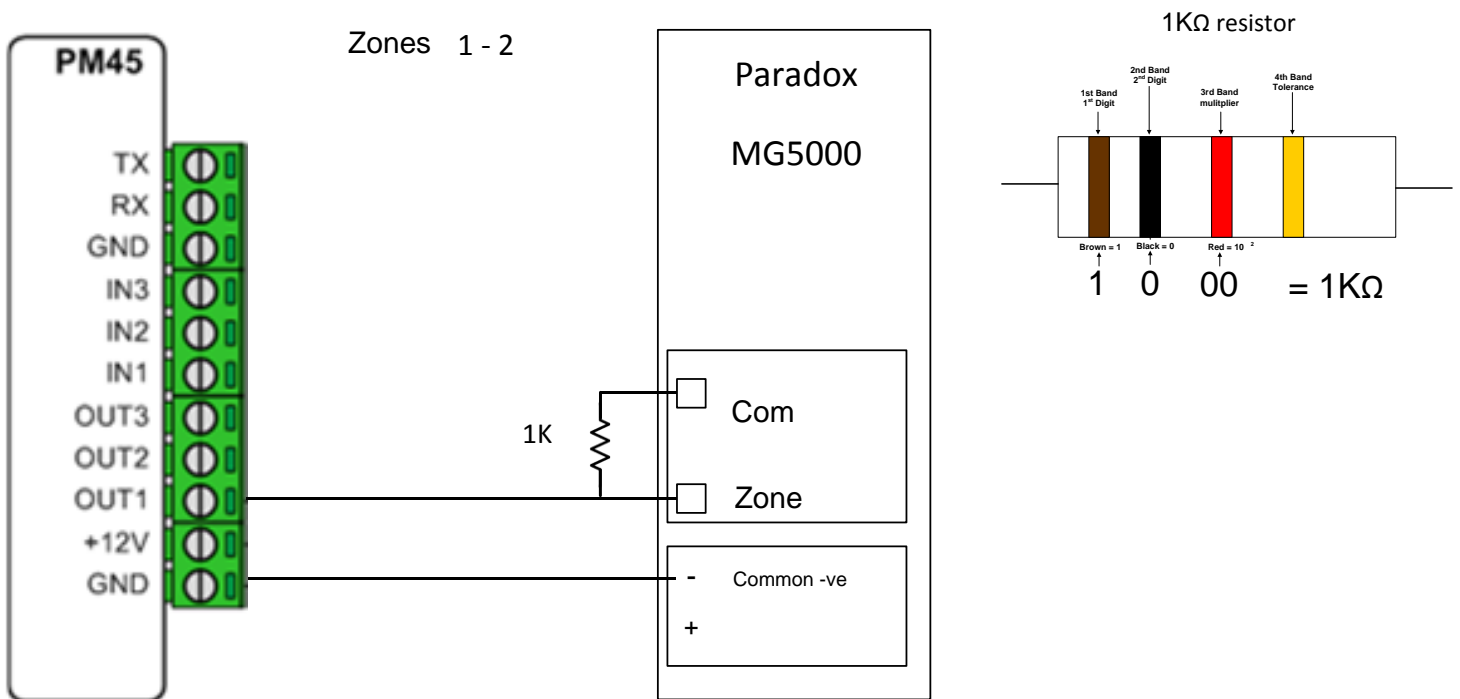 PM45
TX
RX
GND
IN3
IN2
IN1
OUT3
OUT2
OUT1
+12V
GND
Zones 1 - 2
1K
Paradox
MG5000
Com
Zone
- Common -ve
+
1KΩ resistor
1st Band
1st Digit
2nd Band
2nd Digit
3rd Band
mulitplier
4th Band
Tolerance
Brown = 1
Black = 0
Red = 10 2
1 0 00 = 1KΩ